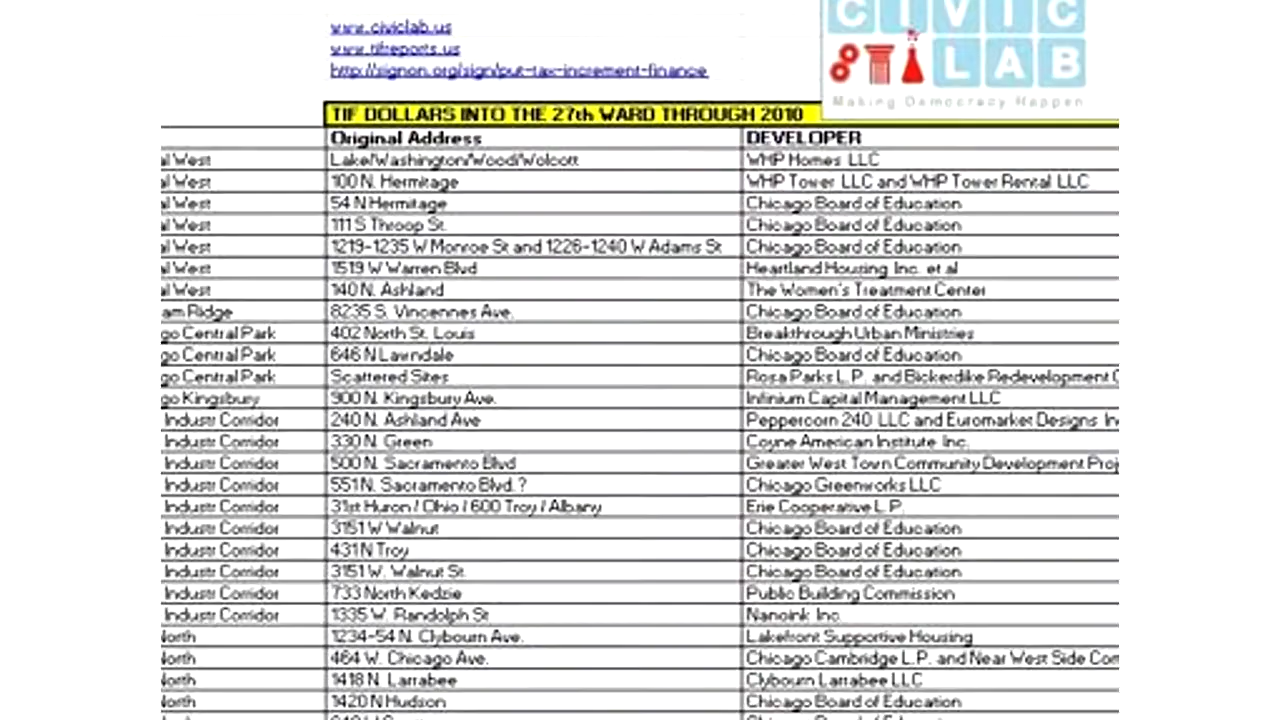 www.civiclab.us
www.tifreports.us
http://signon.org/sign/put-tax-increment-finance
CIVIC
LAB
Making Democracy Happen
TIF DOLLARS INTO THE 27th WARD THROUGH 2010
Original Address DEVELOPER
al West Lake/Washington/Wood/Wolcott WHP Homes LLC
al West 100 N. Hermitage WHP Tower LLC and WHP Tower Rental LLC
al West 54 N Hermitage Chicago Board of Education
al West 111 S Throop St. Chicago Board of Education
al West 1219-1235 W Monroe St and 1226-1240 W Adams St Chicago Board of Education
al West 1519 W Warren Blvd Heartland Housing Inc. et al
al West 140 N. Ashland The Women's Treatment Center
am Ridge 8235 S. Vincennes Ave. Chicago Board of Education
go Central Park 402 North St. Louis Breakthrough Urban Ministries
go Central Park 646 N Lawndale Chicago Board of Education
go Central Park Scattered Sites Rosa Parks L.P. and Bickerdike Redevelopment C
go Kingsbury 900 N. Kingsbury Ave. Infinium Capital Management LLC
Industr Corridor 240 N. Ashland Ave Peppercorn 240 LLC and Euromarket Designs In
Industr Corridor 330 N. Green Coyne American Institute Inc.
Industr Corridor 500 N. Sacramento Blvd Greater West Town Community Development Proj
Industr Corridor 551 N. Sacramento Blvd.? Chicago Greenworks LLC
Industr Corridor 31st Huron / Ohio / 600 Troy / Albany Erie Cooperative L.P.
Industr Corridor 3151 W Walnut Chicago Board of Education
Industr Corridor 431 N Troy Chicago Board of Education
Industr Corridor 3151 W. Walnut St. Chicago Board of Education
Industr Corridor 733 North Kedzie Public Building Commission
Industr Corridor 1335 W. Randolph St Nanoink Inc.
North 1234-54 N. Clybourn Ave. Lakefront Supportive Housing
North 464 W. Chicago Ave. Chicago Cambridge L.P. and Near West Side Com
North 1418 N. Larrabee Clybourn Larrabee LLC
North 1420 N Hudson Chicago Board of Education